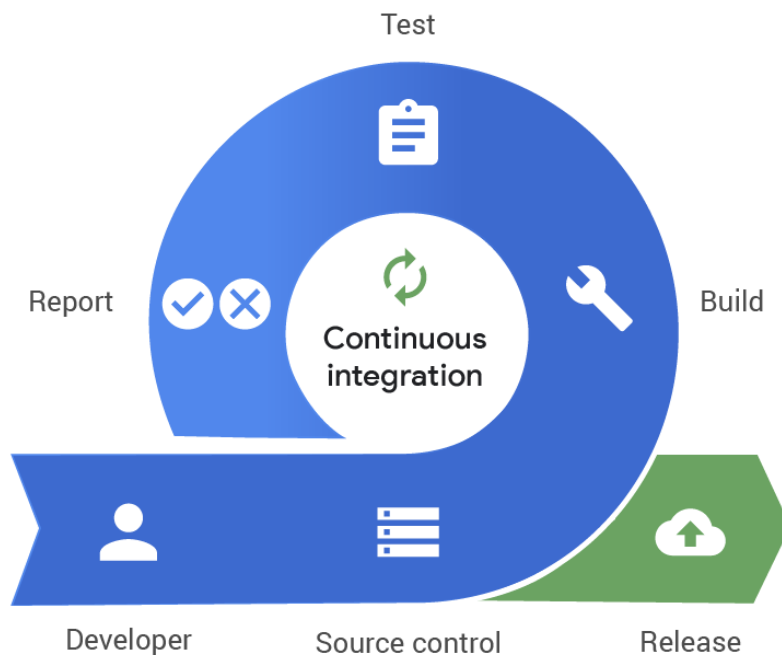 Test
Report
Continuous
integration
Build
Developer
Source control
Release